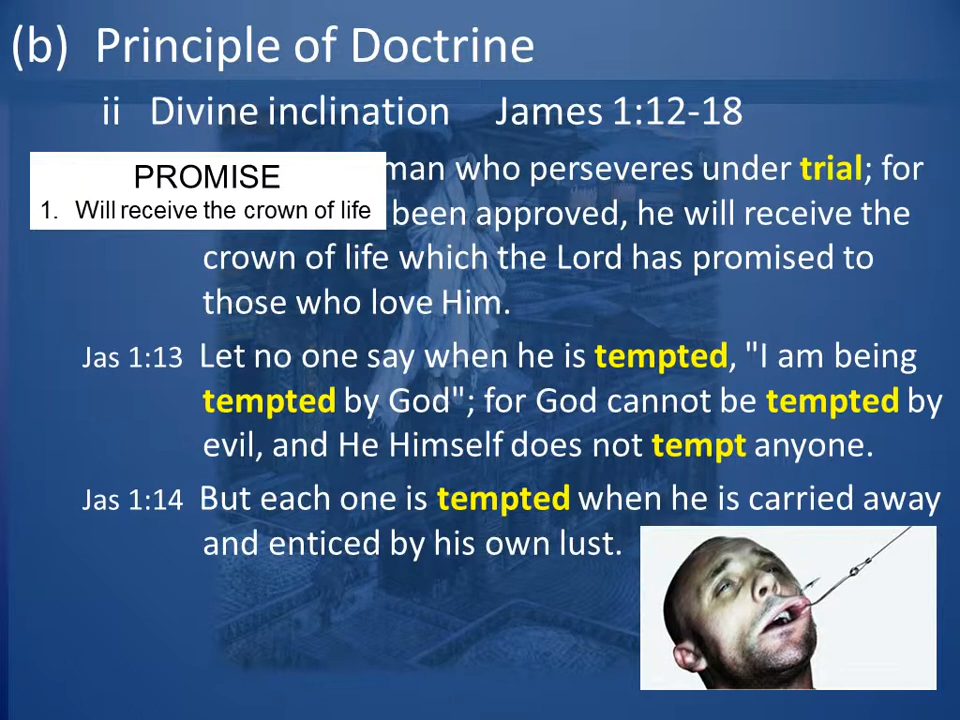 (b) Principle of Doctrine
ii Divine inclination James 1:12-18
PROMISE
1. Will receive the crown of life
man who perseveres under trial; for
been approved, he will receive the
crown of life which the Lord has promised to
those who love Him.
Jas 1:13 Let no one say when he is tempted, "I am being
tempted by God"; for God cannot be tempted by
evil, and He Himself does not tempt anyone.
Jas 1:14 But each one is tempted when he is carried away
and enticed by his own lust.